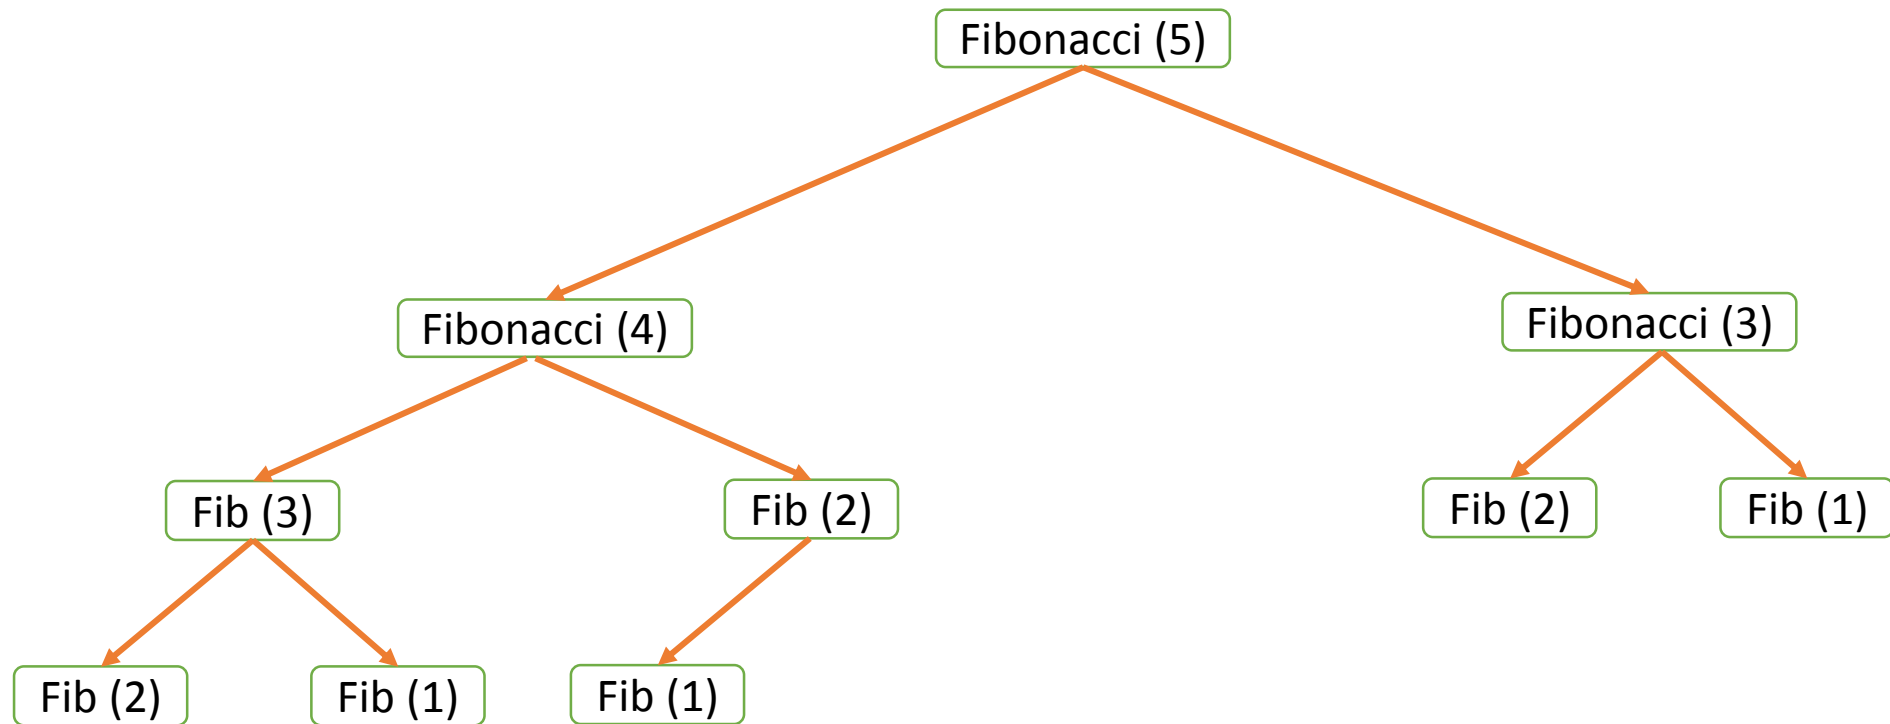 Fibonacci (5)
Fibonacci (4)
Fibonacci (3)
Fib (3)
Fib (2)
Fib (2)
Fib (1)
Fib (2)
Fib (1)
Fib (1)